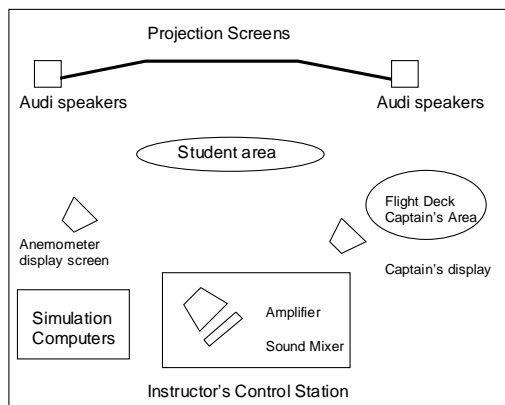 Projection Screens
Audi speakers
Audi speakers
Student area
Flight Deck
Captain's Area
Anemometer
display screen
Captain's display
Simulation
Computers
Amplifier
Sound Mixer
Instructor's Control Station